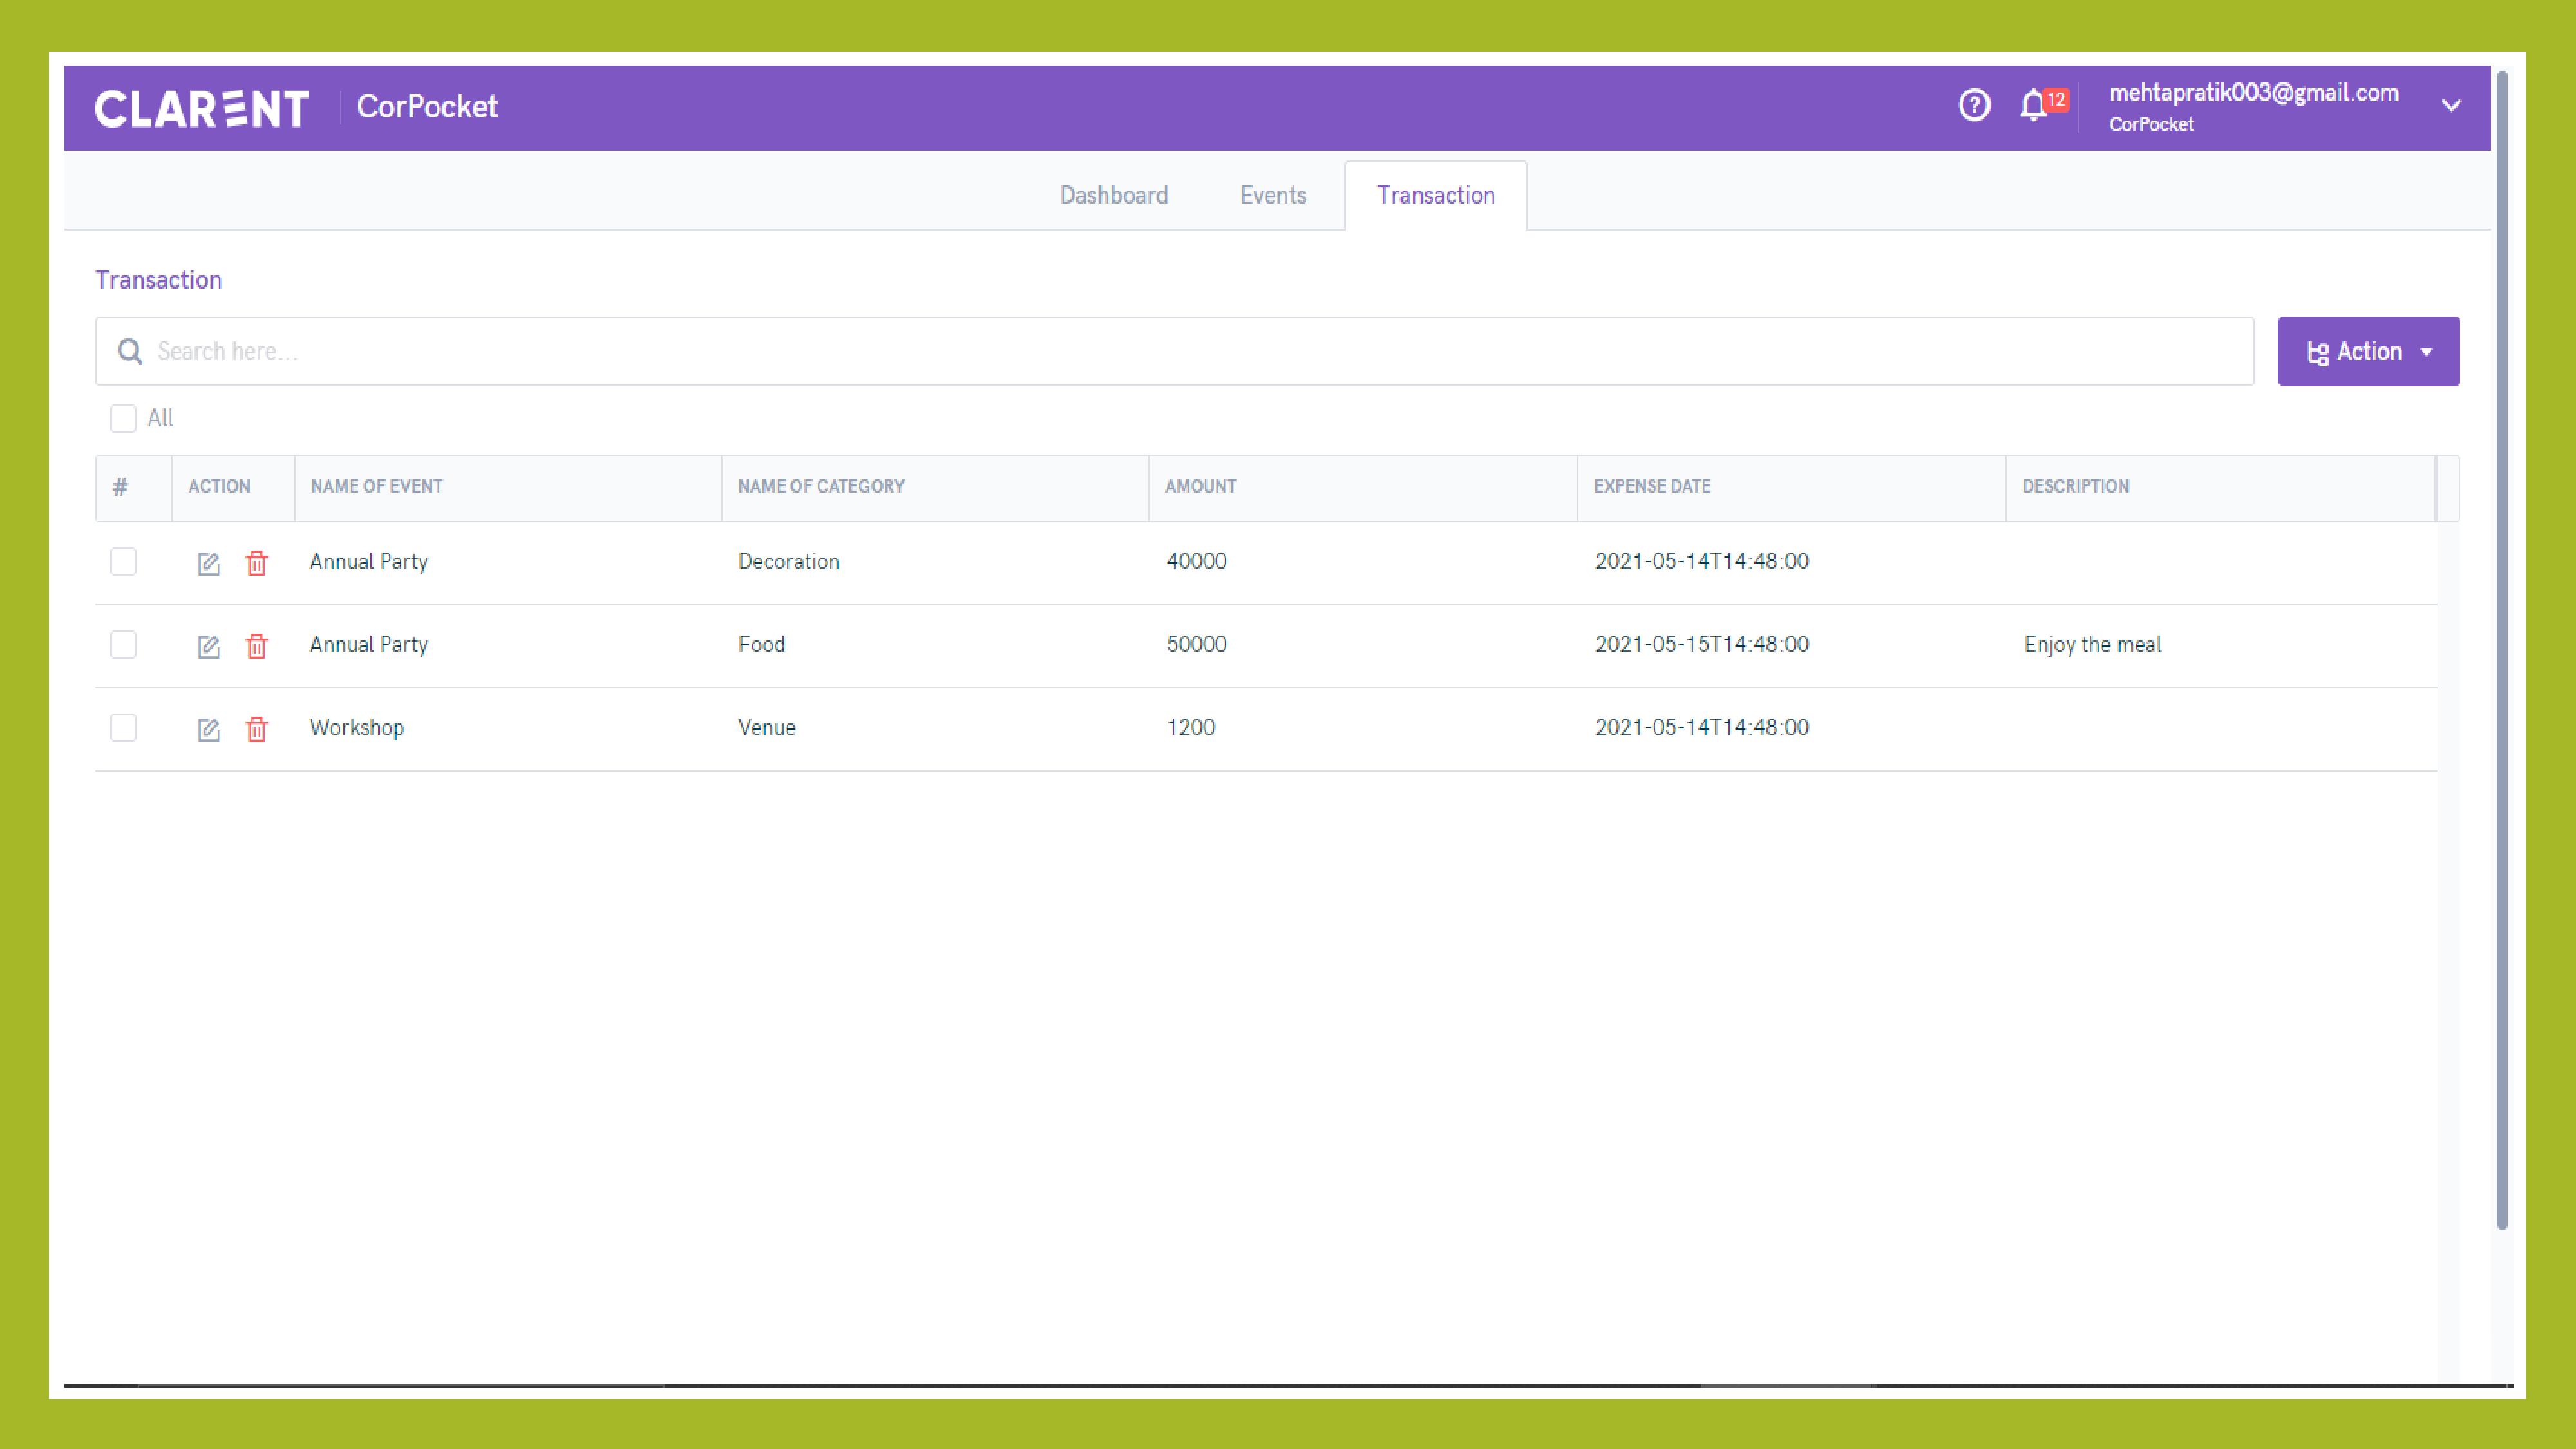 CLARENT CorPocket 12 mehtapratik003@gmail.com
CorPocket
Dashboard Events Transaction
Transaction
Search here... Action
All
# ACTION NAME OF EVENT NAME OF CATEGORY AMOUNT EXPENSE DATE DESCRIPTION
Annual Party Decoration 40000 2021-05-14T14:48:00
Annual Party Food 50000 2021-05-15T14:48:00 Enjoy the meal
Workshop Venue 1200 2021-05-14T14:48:00